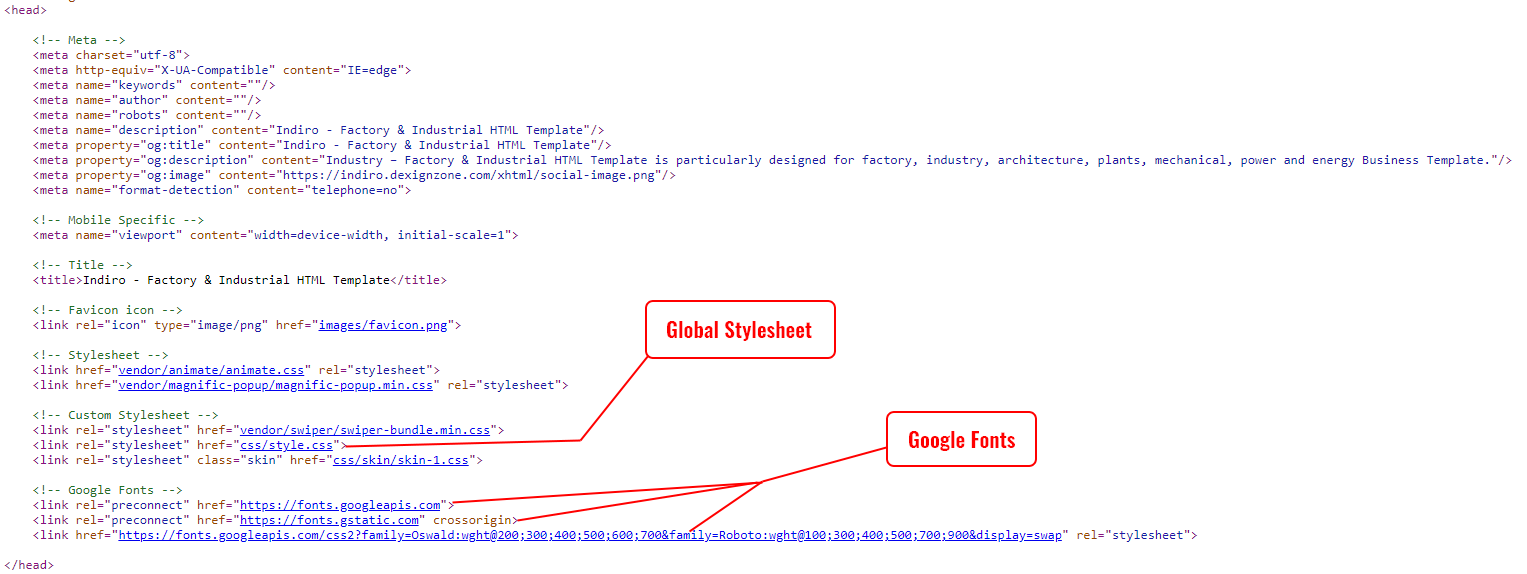 <head>
<!-- Meta -->
<meta charset="utf-8">
<meta http-equiv="X-UA-Compatible" content="IE=edge">
<meta name="keywords" content=""/>
<meta name="author" content=""/>
<meta name="robots" content=""/>
<meta name="description" content="Indiro - Factory & Industrial HTML Template"/>
<meta property="og:title" content="Indiro - Factory & Industrial HTML Template"/>
<meta property="og:description" content="Industry – Factory & Industrial HTML Template is particularly designed for factory, industry, architecture, plants, mechanical, power and energy Business Template."/>
<meta property="og:image" content="https://indiro.dexignzone.com/xhtml/social-image.png"/>
<meta name="format-detection" content="telephone=no">
<!-- Mobile Specific -->
<meta name="viewport" content="width=device-width, initial-scale=1">
<!-- Title -->
<title>Indiro - Factory & Industrial HTML Template</title>
<!-- Favicon icon -->
<link rel="icon" type="image/png" href="images/favicon.png">
Global Stylesheet
<!-- Stylesheet -->
<link href="vendor/animate/animate.css" rel="stylesheet">
<link href="vendor/magnific-popup/magnific-popup.min.css" rel="stylesheet">
<!-- Custom Stylesheet -->
<link rel="stylesheet" href="vendor/swiper/swiper-bundle.min.css">
<link rel="stylesheet" href="css/style.css">
<link rel="stylesheet" class="skin" href="css/skin/skin-1.css">
Google Fonts
<!-- Google Fonts -->
<link rel="preconnect" href="https://fonts.googleapis.com">
<link rel="preconnect" href="https://fonts.gstatic.com" crossorigin>
<link href="https://fonts.googleapis.com/css2?family=Oswald:wght@200;300;400;500;600;700&family=Roboto:wght@100;300;400;500;700;900&display=swap" rel="stylesheet">
</head>